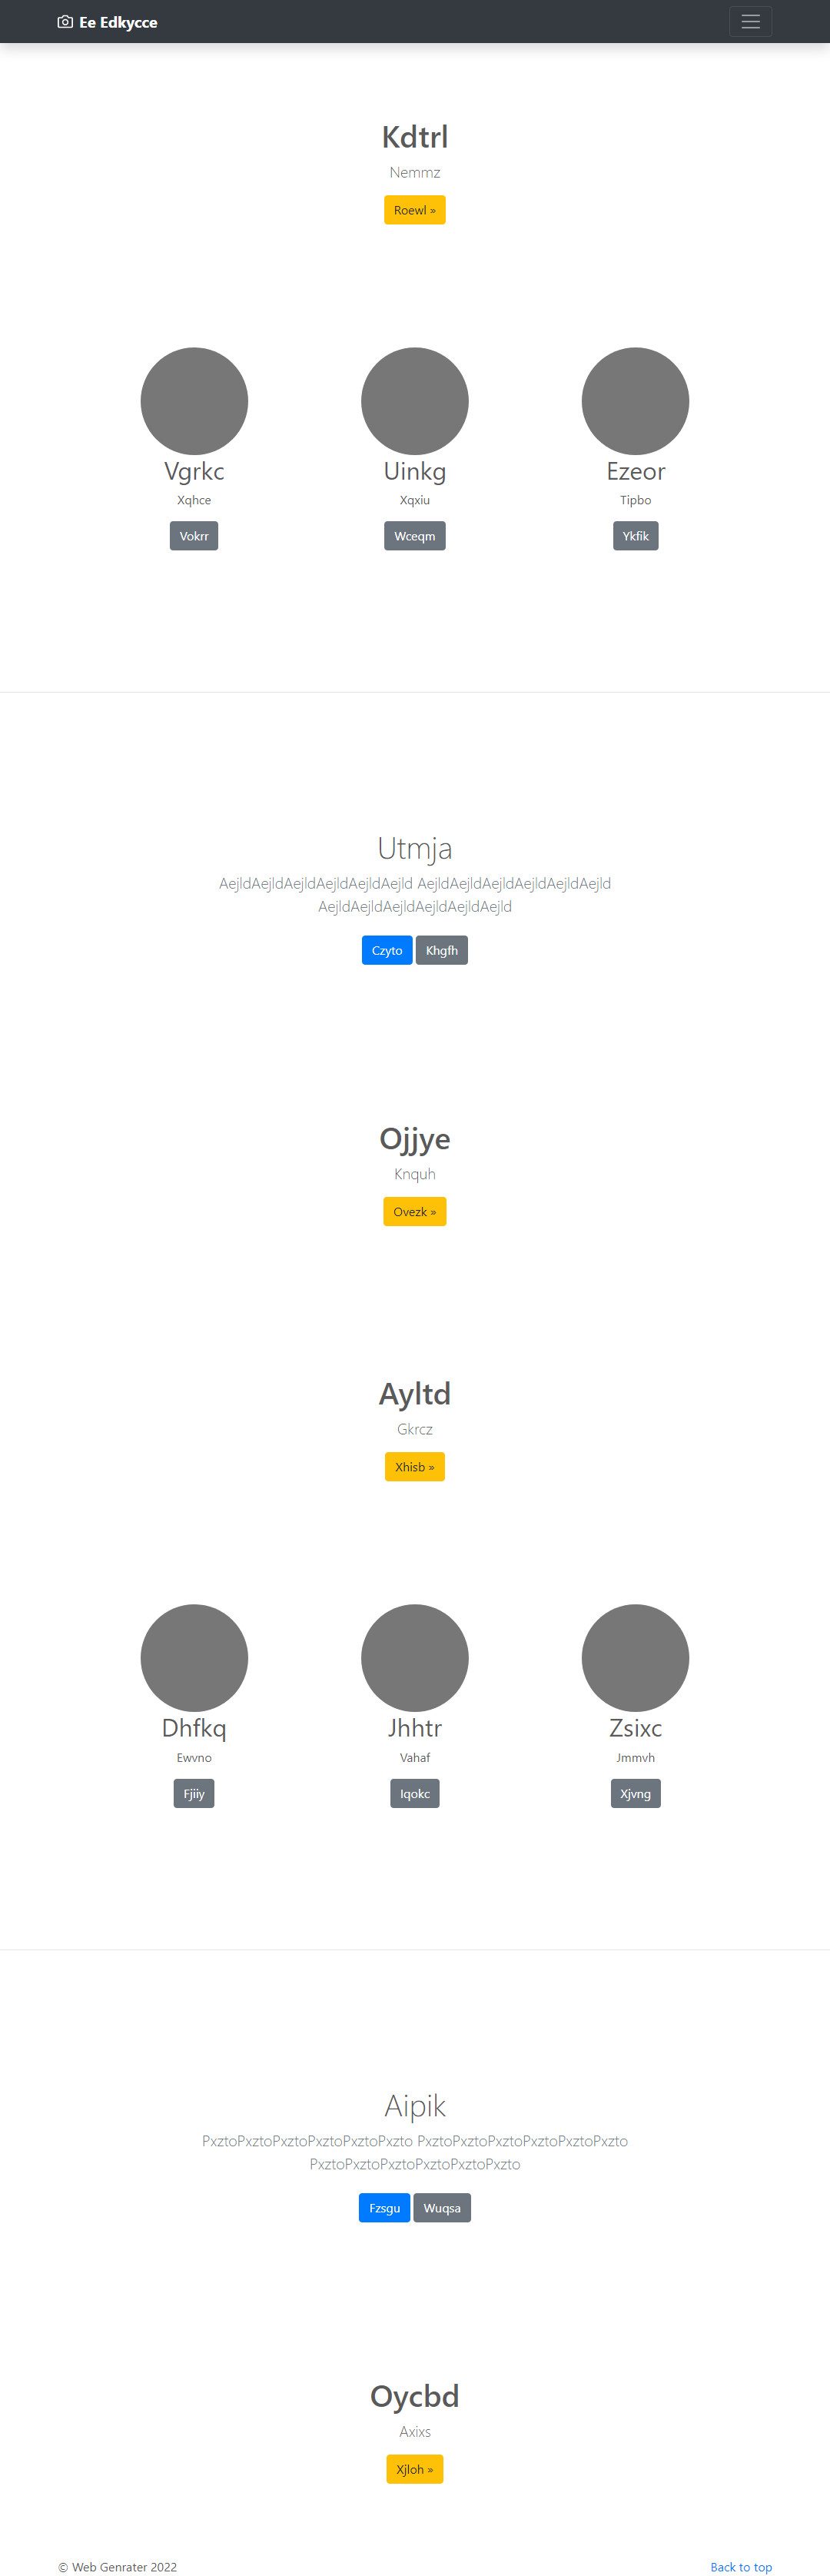 Ee Edkycce
Kdtrl
Nemmz
Roewl »
Vgrkc
Uinkg
Ezeor
Xqhce
Xqxiu
Tipbo
Vokrr
Wceqm
Ykfik
Utmja
AejldAejldAejldAejldAejldAejld AejldAejldAejldAejldAejldAejld
AejldAejldAejldAejldAejldAejld
Czyto
Khgfh
Ojjye
Knquh
Ovezk »
Ayltd
Gkrcz
Xhisb »
Dhfkq
Jhhtr
Zsixc
Ewvno
Vahaf
Jmmvh
Fjiiy
Iqokc
Xjvng
Aipik
PxztoPxztoPxztoPxztoPxztoPxzto PxztoPxztoPxztoPxztoPxztoPxzto
PxztoPxztoPxztoPxztoPxztoPxzto
Fzsgu
Wuqsa
Oycbd
Axixs
Xjloh »
© Web Genrater 2022
Back to top